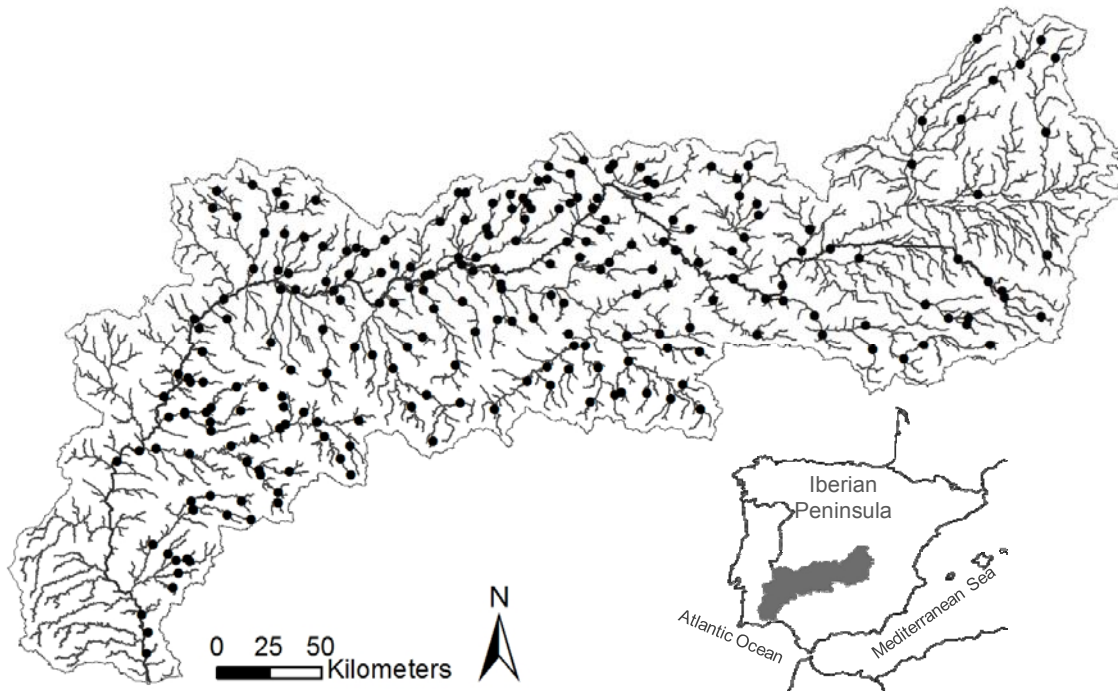 Iberian
Peninsula
Mediterranean Sea
Atlantic Ocean
N
0 25 50
Kilometers